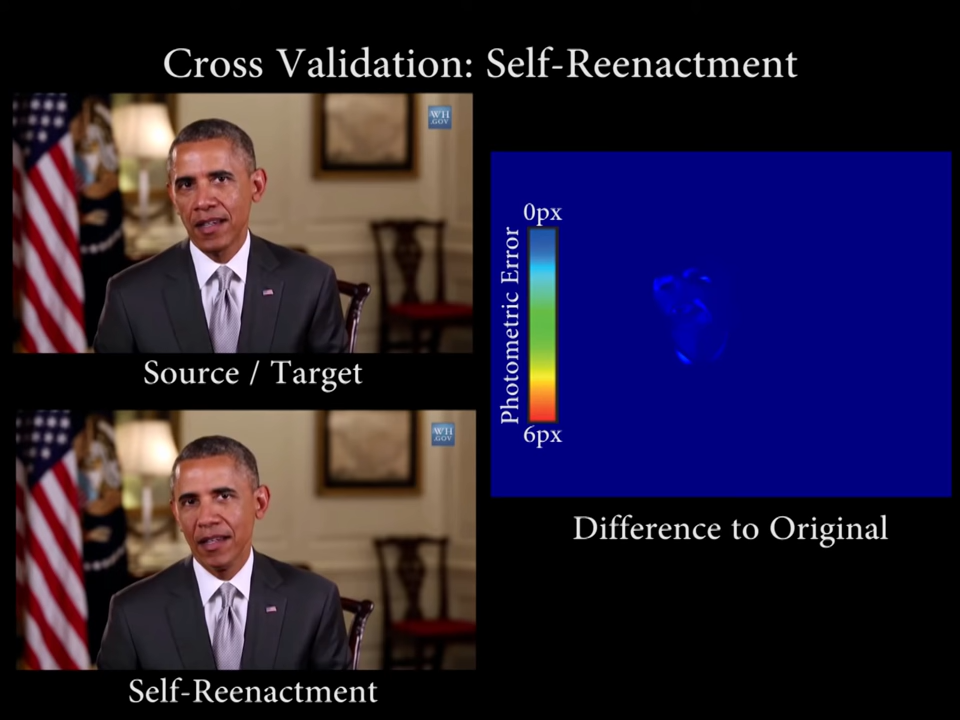 Cross Validation: Self-Reenactment
WH
.GOV
Source / Target
0px
Photometric Error
6px
Difference to Original
WH
.GOV
Self-Reenactment